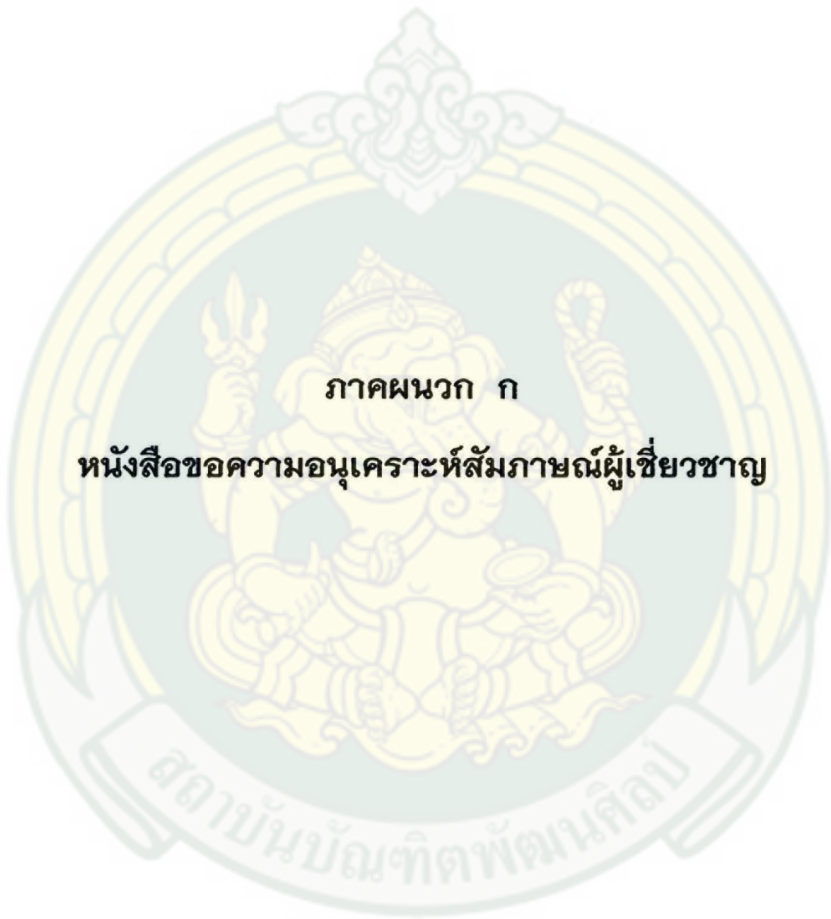 ภาคผนวก ก
หนังสือขอความอนุเคราะห์สัมภาษณ์ผู้เชี่ยวชาญ
สถาบันบัณฑิตพัฒนศิลป์